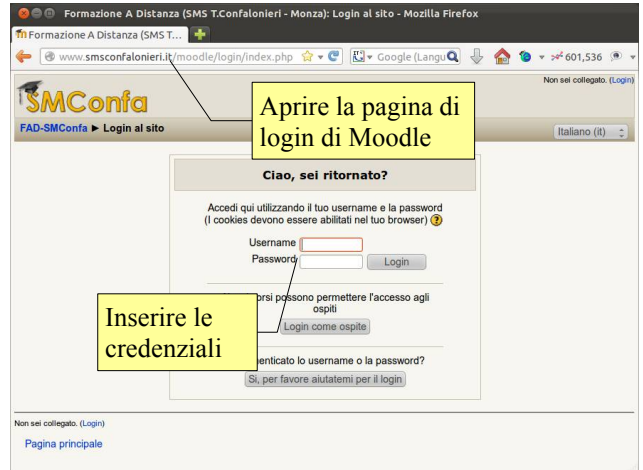 Formazione A Distanza (SMS T.Confalonieri - Monza): Login al sito - Mozilla Firefox
Formazione A Distanza (SMS T...
www.smsconfalonieri.it/moodle/login/index.php Google (Langu 601,536
Non sei collegato. (Login)
SMConfa
Aprire la pagina di
login di Moodle
FAD-SMConfa ► Login al sito
Italiano (it)
Ciao, sei ritornato?
Accedi qui utilizzando il tuo username e la password
(I cookies devono essere abilitati nel tuo browser) ?
Username
Password
Login
orsi possono permettere l'accesso agli
ospiti
Inserire le
credenziali
Login come ospite
enticato lo username o la password?
Si, per favore aiutatemi per il login
Non sei collegato. (Login)
Pagina principale